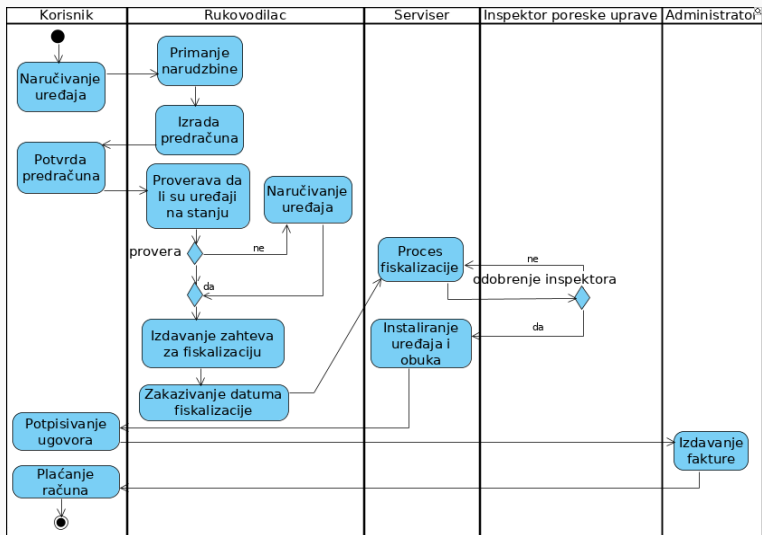 Korisnik
Rukovodilac
Serviser
Inspektor poreske uprave
Administrator
Naručivanje
uređaja
Primanje
narudzbine
Izrada
predračuna
Potvrda
predračuna
Proverava da
li su uređaji
na stanju
Naručivanje
uređaja
provera
ne
da
Izdavanje zahteva
za fiskalizaciju
Zakazivanje datuma
fiskalizacije
Proces
fiskalizacije
ne
odobrenje inspektora
da
Instaliranje
uređaja i
obuka
Potpisivanje
ugovora
Izdavanje
fakture
Plaćanje
računa